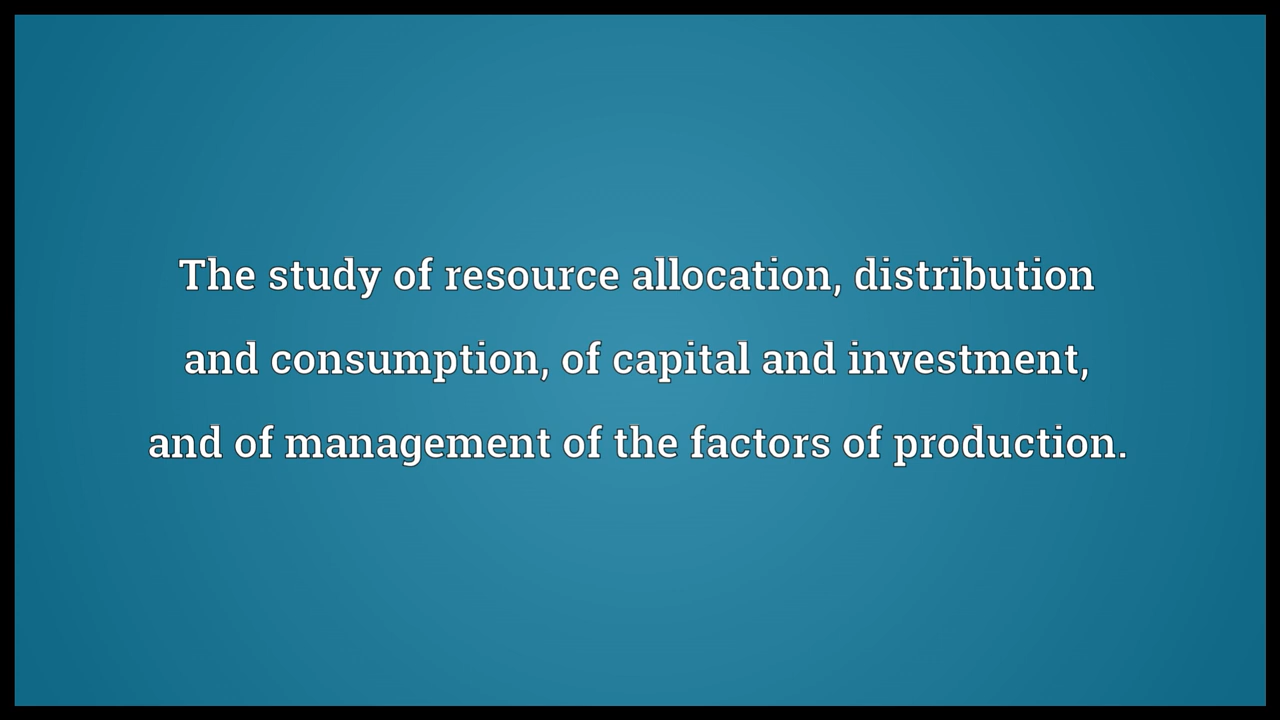 The study of resource allocation, distribution
and consumption, of capital and investment,
and of management of the factors of production.